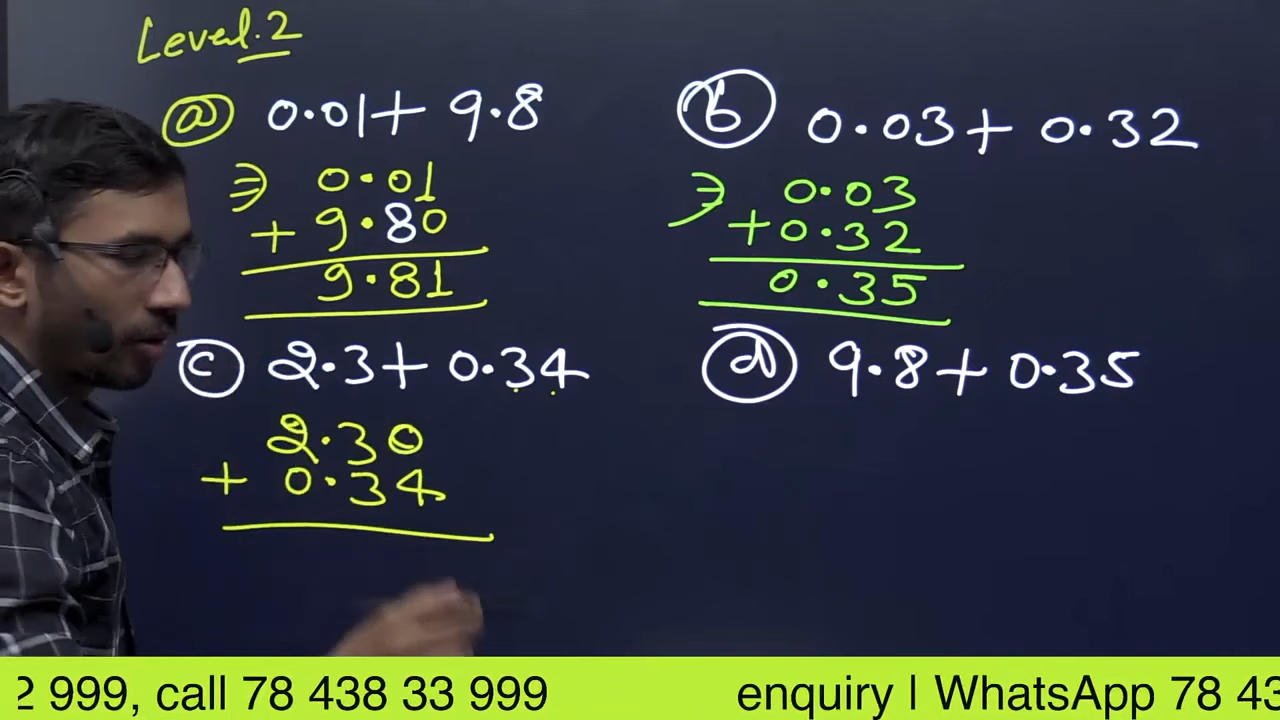 Level.2
(a) 0.01 + 9.8
⇒ 0.01
+ 9.80
9.81
(b) 0.03 + 0.32
⇒ 0.03
+ 0.32
0.35
(c) 2.3 + 0.34
2.30
+ 0.34
(d) 9.8 + 0.35
2 999, call 78 438 33 999 enquiry | WhatsApp 78 43